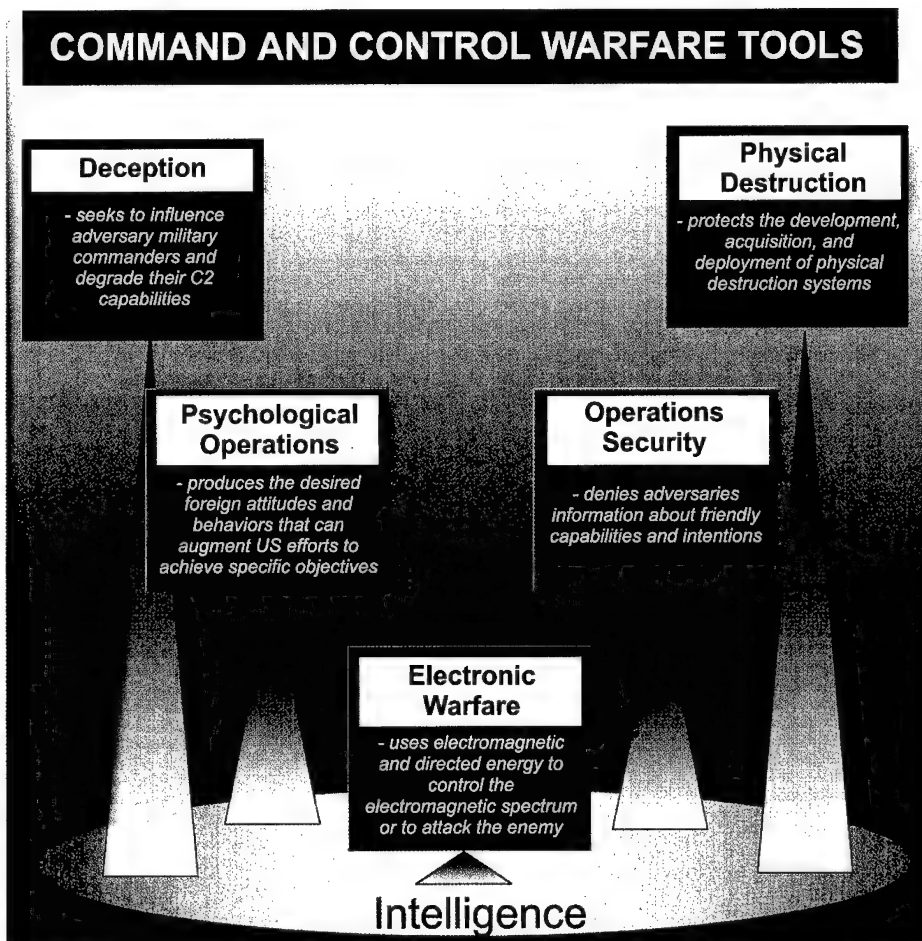 COMMAND AND CONTROL WARFARE TOOLS
Deception
- seeks to influence
adversary military
commanders and
degrade their C2
capabilities
Physical
Destruction
- protects the development,
acquisition, and
deployment of physical
destruction systems
Psychological
Operations
- produces the desired
foreign attitudes and
behaviors that can
augment US efforts to
achieve specific objectives
Operations
Security
- denies adversaries
information about friendly
capabilities and intentions
Electronic
Warfare
- uses electromagnetic
and directed energy to
control the
electromagnetic spectrum
or to attack the enemy
Intelligence